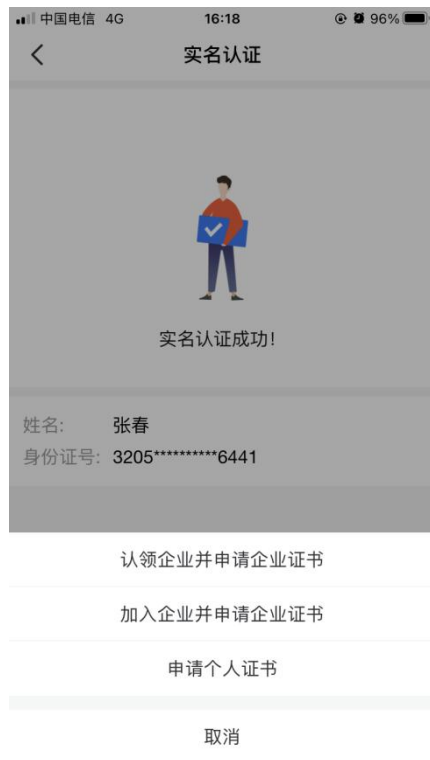 中国电信 4G 16:18 96%
实名认证
实名认证成功!
姓名: 张春
身份证号: 3205**********6441
认领企业并申请企业证书
加入企业并申请企业证书
申请个人证书
取消